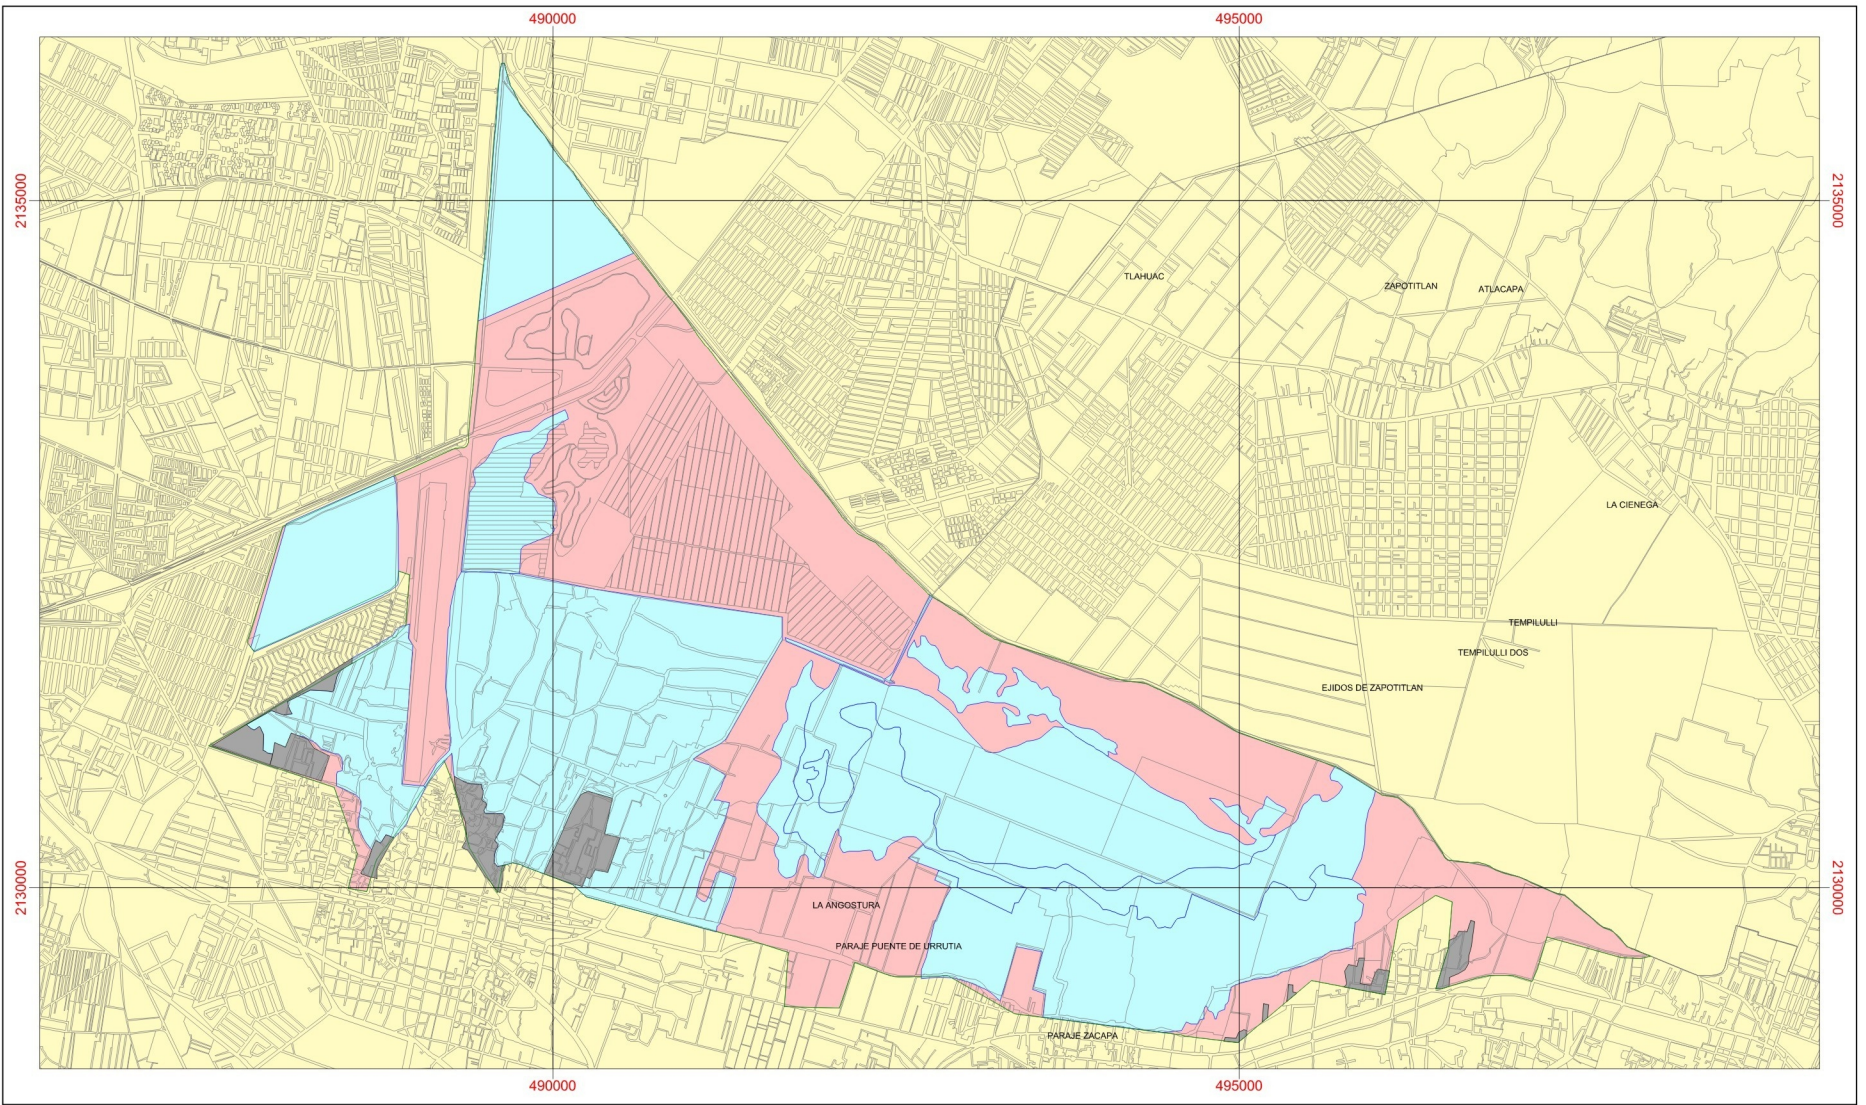 490000 495000
2135000 2135000
TLAHUAC
ZAPOTITLAN
ATLACAPA
LA CIENEGA
TEMPILULLI
TEMPILULLI DOS
EJIDOS DE ZAPOTITLAN
2130000 2130000
LA ANGOSTURA
PARAJE PUENTE DE URRUTIA
PARAJE ZACAPA
490000 495000